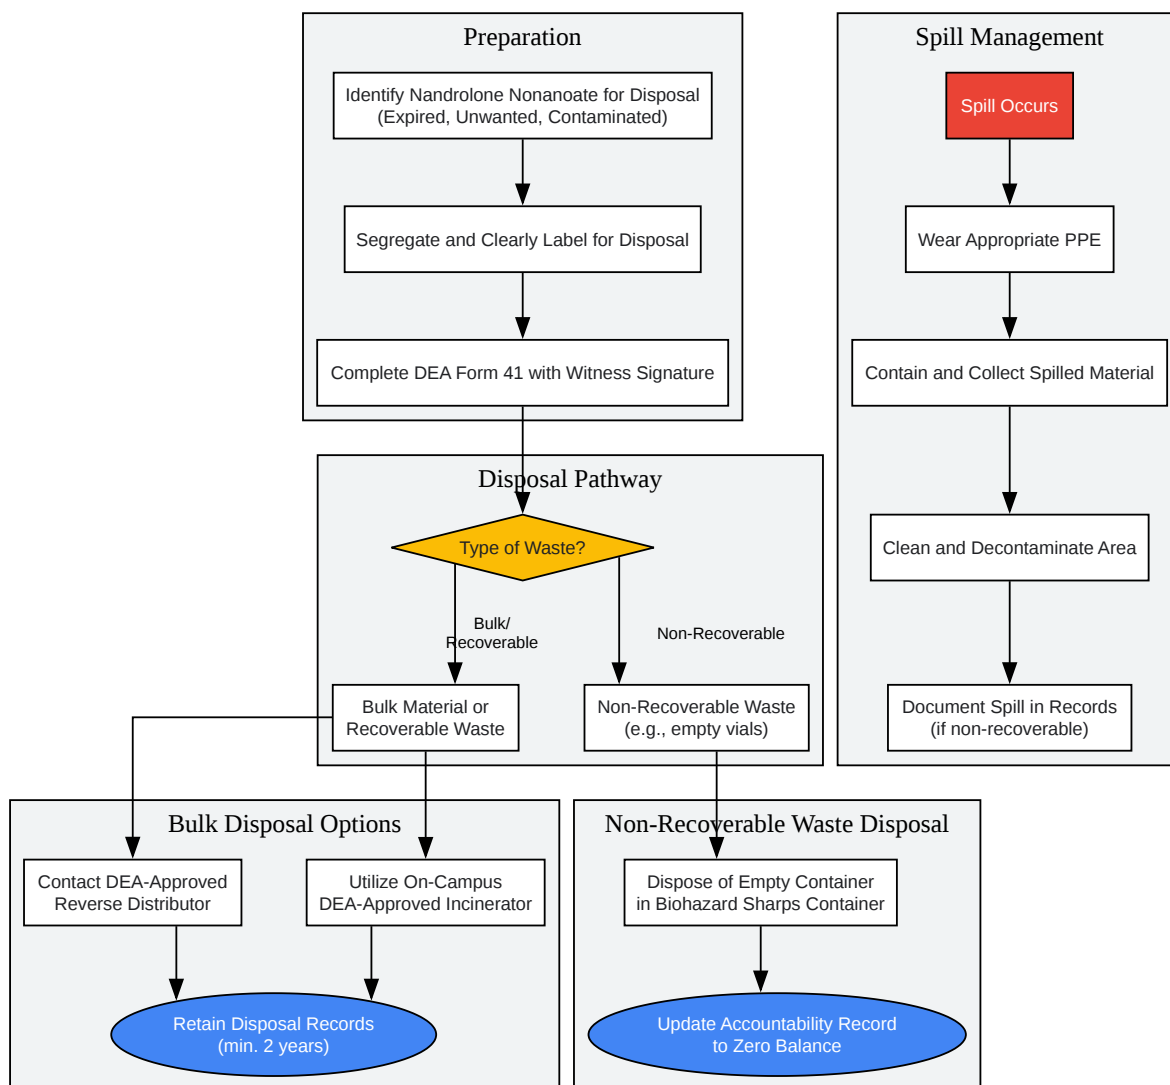 Preparation
Identify Nandrolone Nonanoate for Disposal
(Expired, Unwanted, Contaminated)
Segregate and Clearly Label for Disposal
Complete DEA Form 41 with Witness Signature
Disposal Pathway
Type of Waste?
Bulk/
Recoverable
Non-Recoverable
Bulk Material or
Recoverable Waste
Non-Recoverable Waste
(e.g., empty vials)
Bulk Disposal Options
Contact DEA-Approved
Reverse Distributor
Utilize On-Campus
DEA-Approved Incinerator
Retain Disposal Records
(min. 2 years)
Non-Recoverable Waste Disposal
Dispose of Empty Container
in Biohazard Sharps Container
Update Accountability Record
to Zero Balance
Spill Management
Spill Occurs
Wear Appropriate PPE
Contain and Collect Spilled Material
Clean and Decontaminate Area
Document Spill in Records
(if non-recoverable)